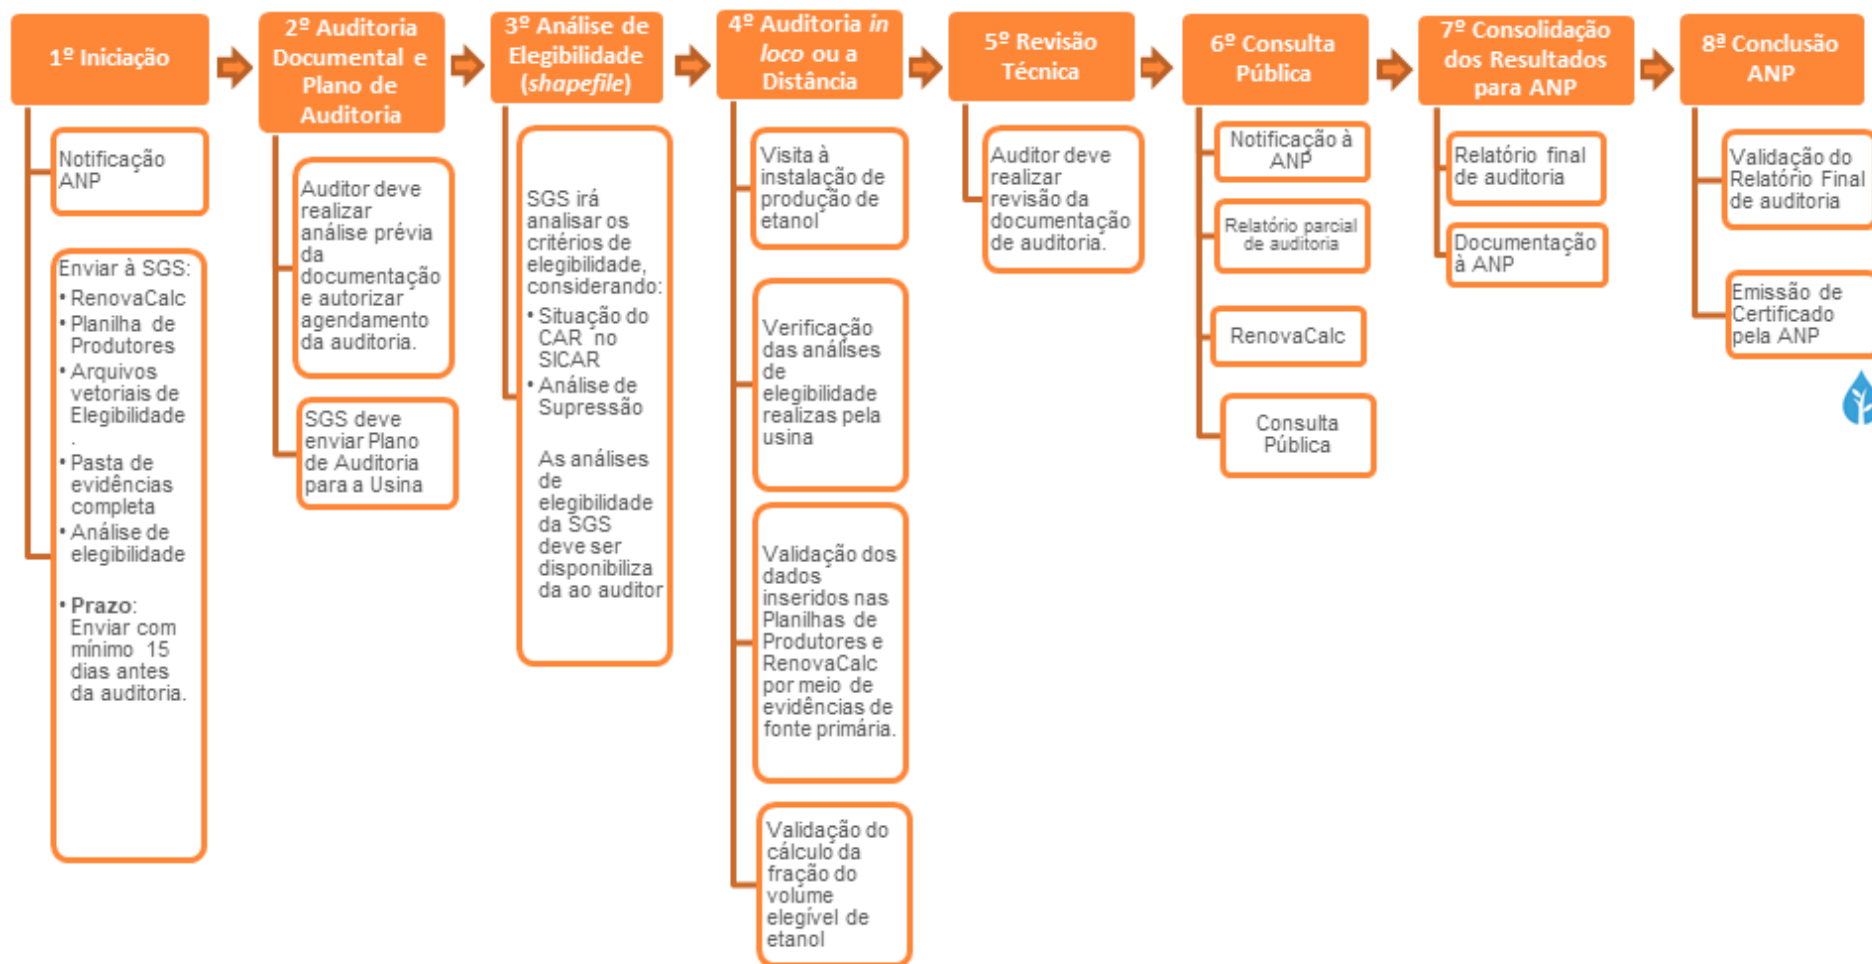 1º Iniciação
Notificação
ANP
Enviar à SGS:
• RenovaCalc
• Planilha de
Produtores
• Arquivos
vetoriais de
Elegibilidade
.
• Pasta de
evidências
completa
• Análise de
elegibilidade
• Prazo:
Enviar com
mínimo 15
dias antes
da auditoria.
2º Auditoria
Documental e
Plano de
Auditoria
Auditor deve
realizar
análise prévia
da
documentação
e autorizar
agendamento
da auditoria.
SGS deve
enviar Plano
de Auditoria
para a Usina
3º Análise de
Elegibilidade
(shapefile)
SGS irá
analisar os
critérios de
elegibilidade,
considerando:
• Situação do
CAR no
SICAR
• Análise de
Supressão
As análises
de
elegibilidade
da SGS
deve ser
disponibiliza
da ao auditor
4º Auditoria in
loco ou a
Distância
Visita à
instalação de
produção de
etanol
Verificação
das análises
de
elegibilidade
realizas pela
usina
Validação dos
dados
inseridos nas
Planilhas de
Produtores e
RenovaCalc
por meio de
evidências de
fonte primária.
Validação do
cálculo da
fração do
volume
elegível de
etanol
5º Revisão
Técnica
Auditor deve
realizar
revisão da
documentação
de auditoria.
6º Consulta
Pública
Notificação à
ANP
Relatório parcial
de auditoria
RenovaCalc
Consulta
Pública
7º Consolidação
dos Resultados
para ANP
Relatório final
de auditoria
Documentação
à ANP
8ª Conclusão
ANP
Validação do
Relatório Final
de auditoria
Emissão de
Certificado
pela ANP